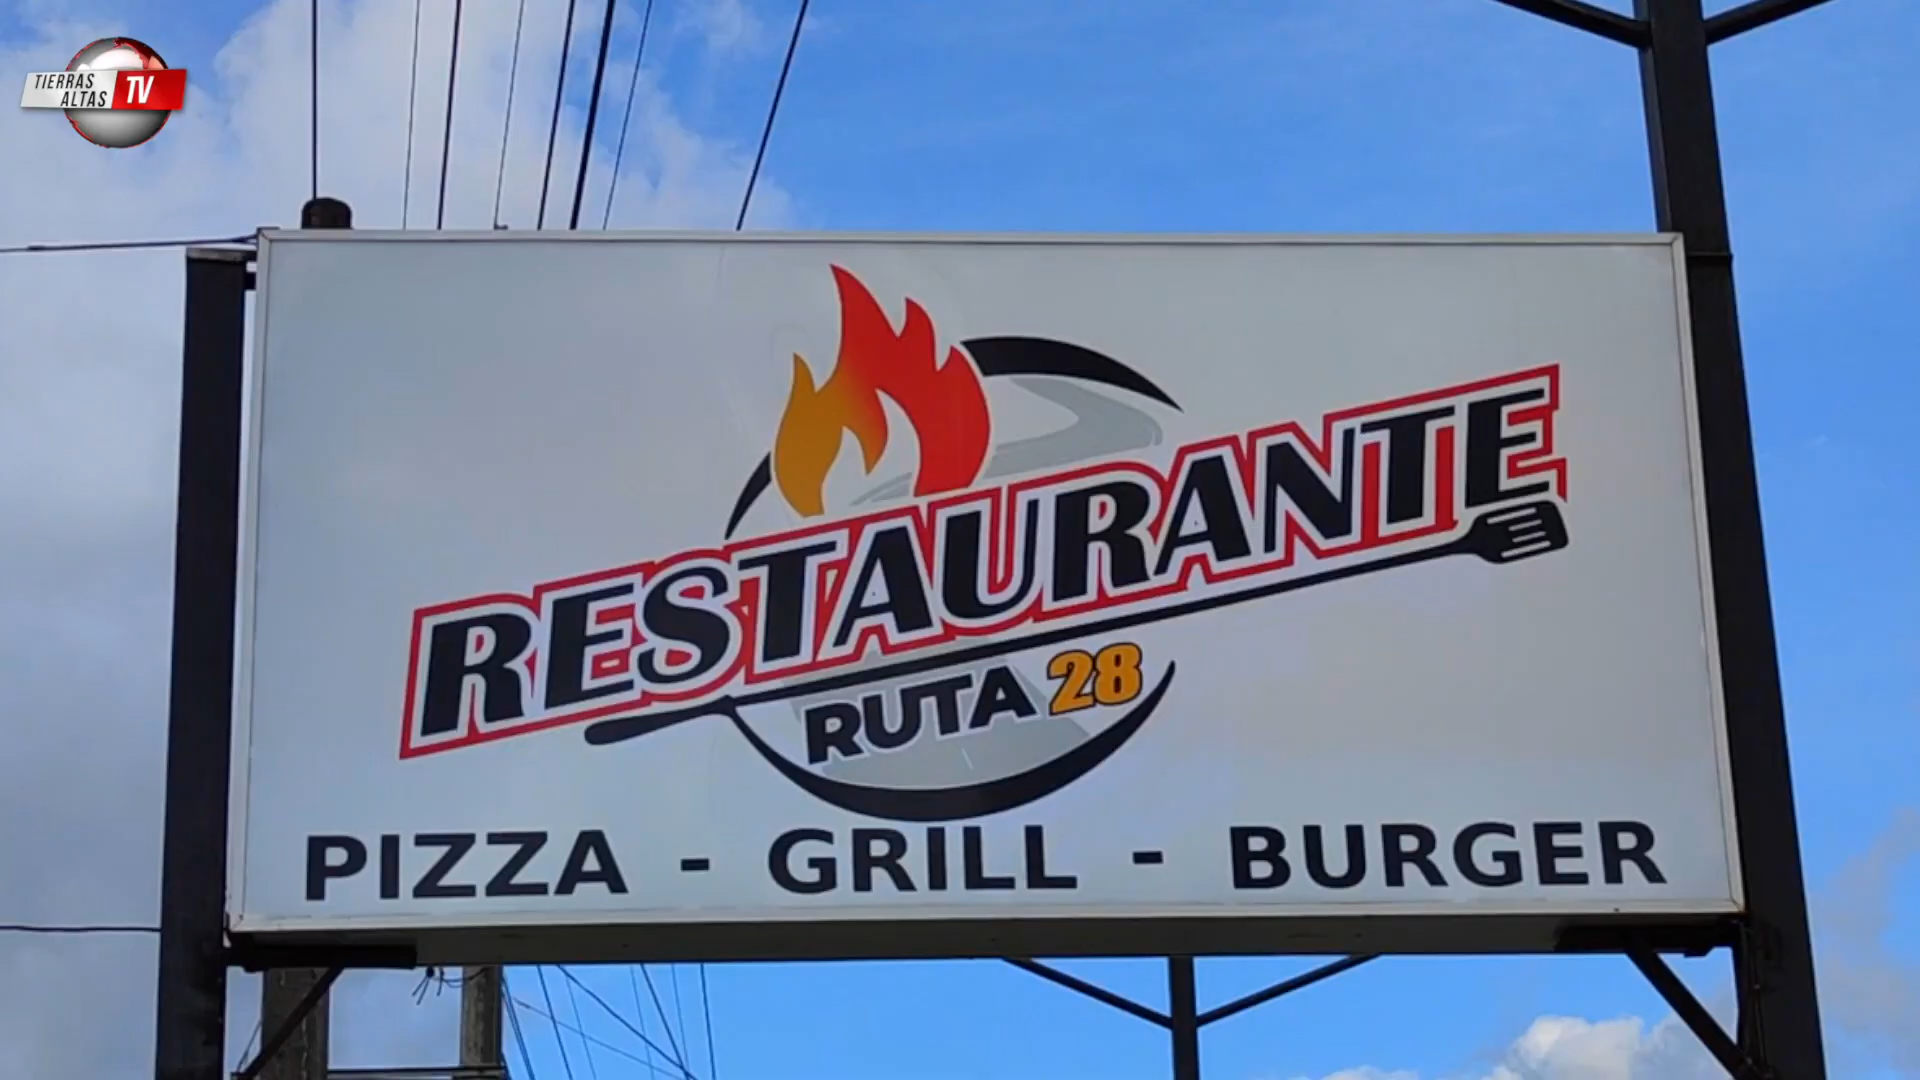 TIERRAS
ALTAS TV
RESTAURANTE
RUTA 28
PIZZA - GRILL - BURGER